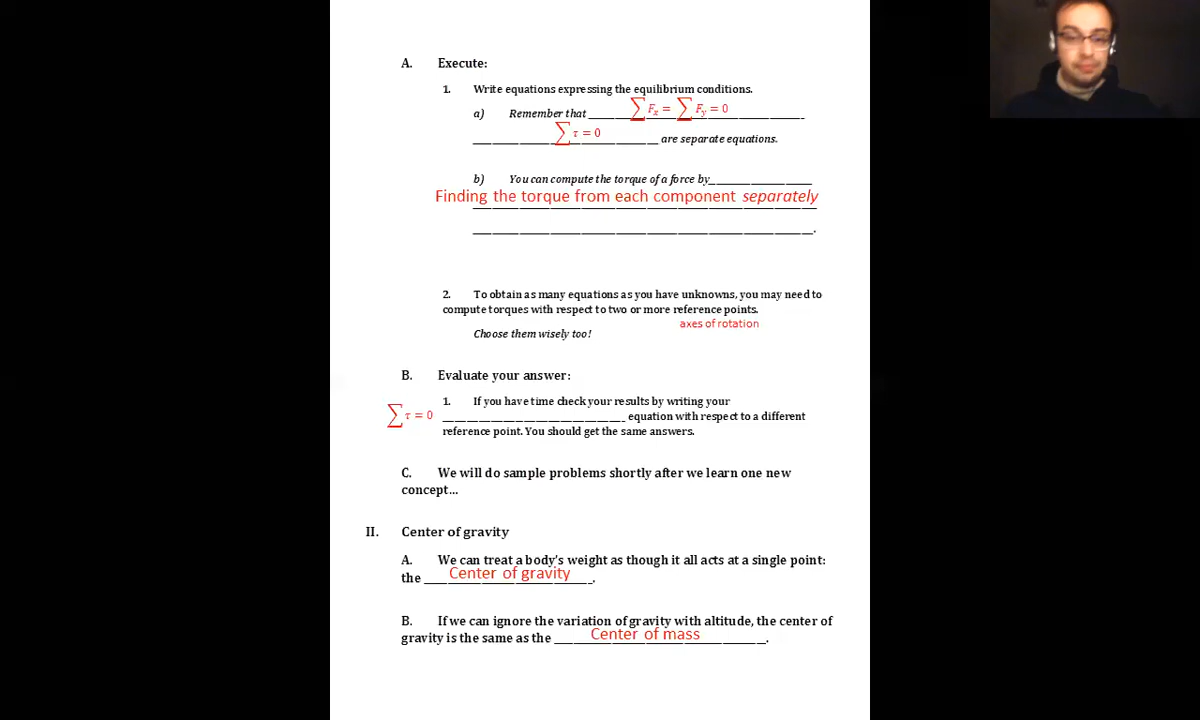 A. Execute:
1. Write equations expressing the equilibrium conditions.
a) Remember that ∑ Fₓ = ∑ Fᵧ = 0
∑ τ = 0 are separate equations.
b) You can compute the torque of a force by
Finding the torque from each component separately
.
2. To obtain as many equations as you have unknowns, you may need to
compute torques with respect to two or more reference points.
axes of rotation
Choose them wisely too!
B. Evaluate your answer:
1. If you have time check your results by writing your
∑ τ = 0 equation with respect to a different
reference point. You should get the same answers.
C. We will do sample problems shortly after we learn one new
concept...
II. Center of gravity
A. We can treat a body's weight as though it all acts at a single point:
the Center of gravity.
B. If we can ignore the variation of gravity with altitude, the center of
gravity is the same as the Center of mass.